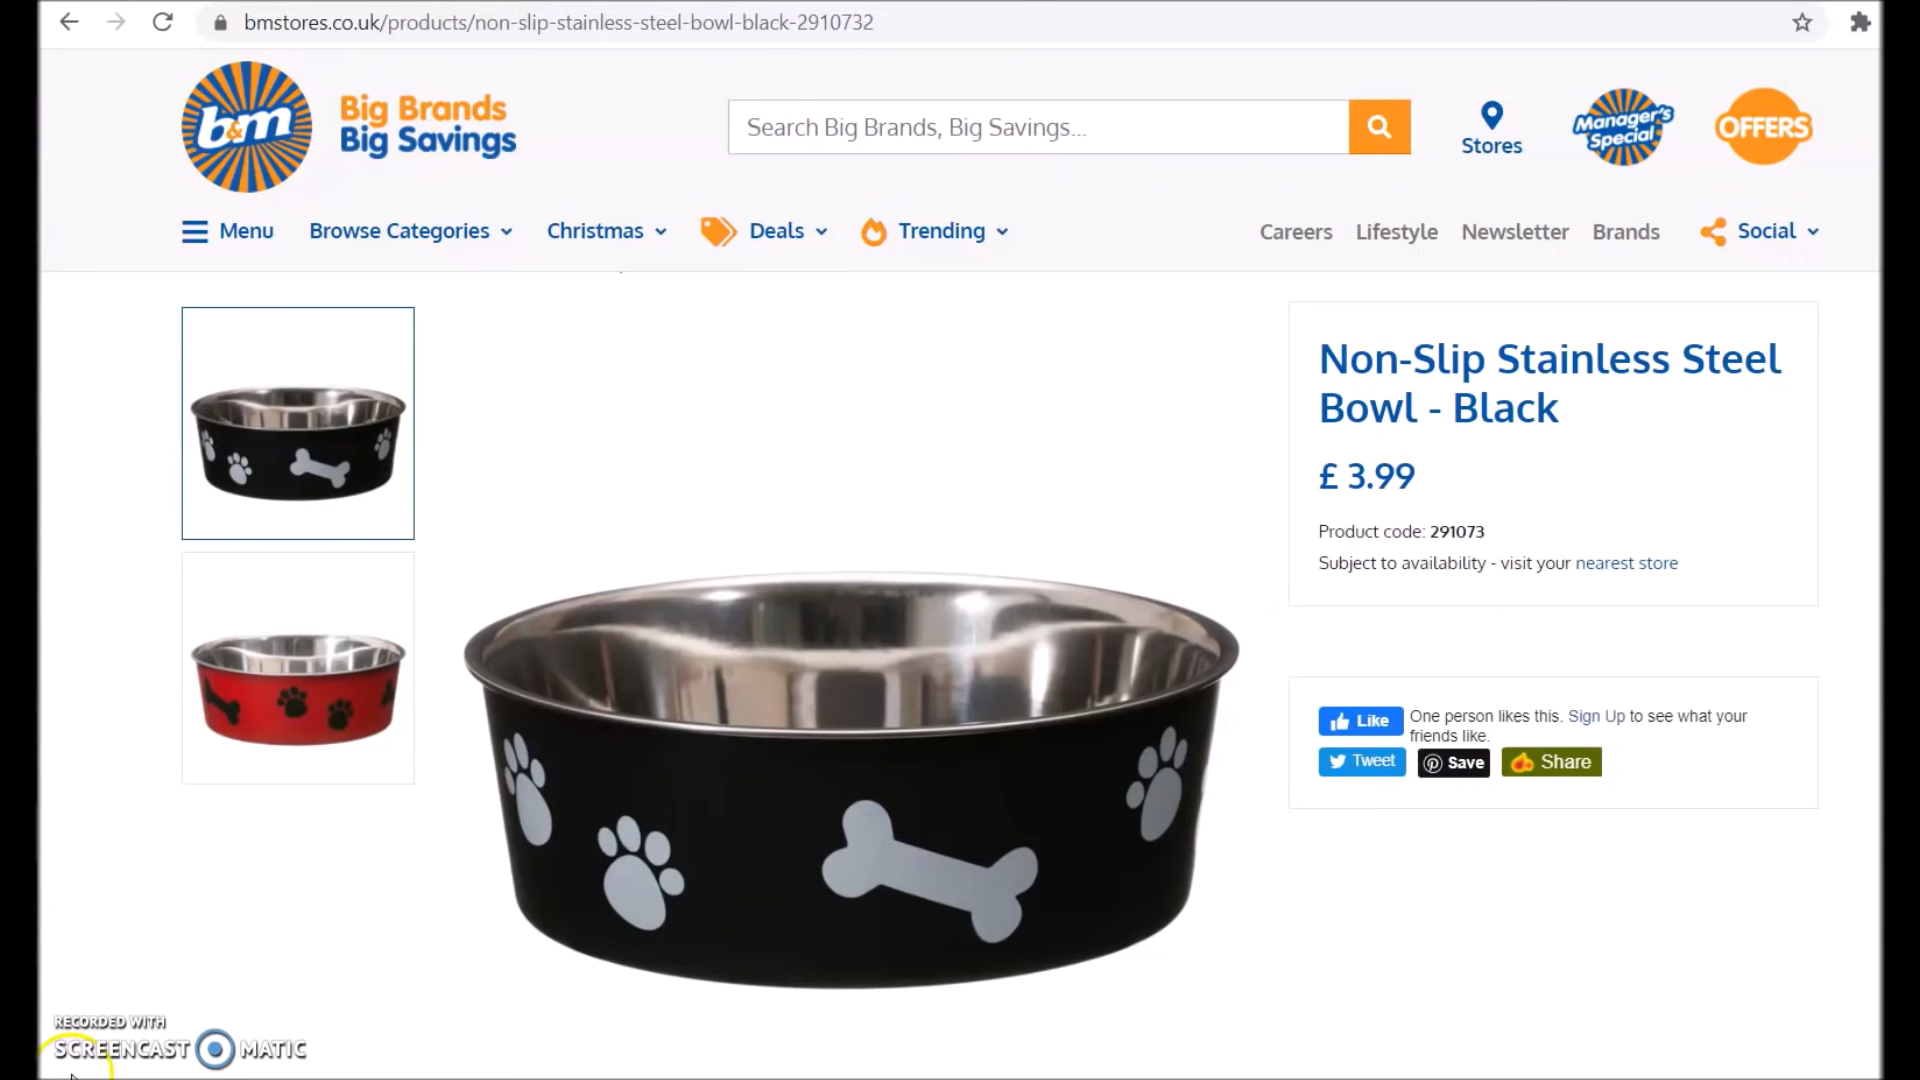 bmstores.co.uk/products/non-slip-stainless-steel-bowl-black-2910732
b&m
Big Brands
Big Savings
Search Big Brands, Big Savings...
Stores
Manager's
Special
OFFERS
Menu
Browse Categories
Christmas
Deals
Trending
Careers
Lifestyle
Newsletter
Brands
Social
Non-Slip Stainless Steel
Bowl - Black
£ 3.99
Product code: 291073
Subject to availability - visit your nearest store
Like
One person likes this. Sign Up to see what your
friends like.
Tweet
Save
Share
RECORDED WITH
SCREENCAST MATIC